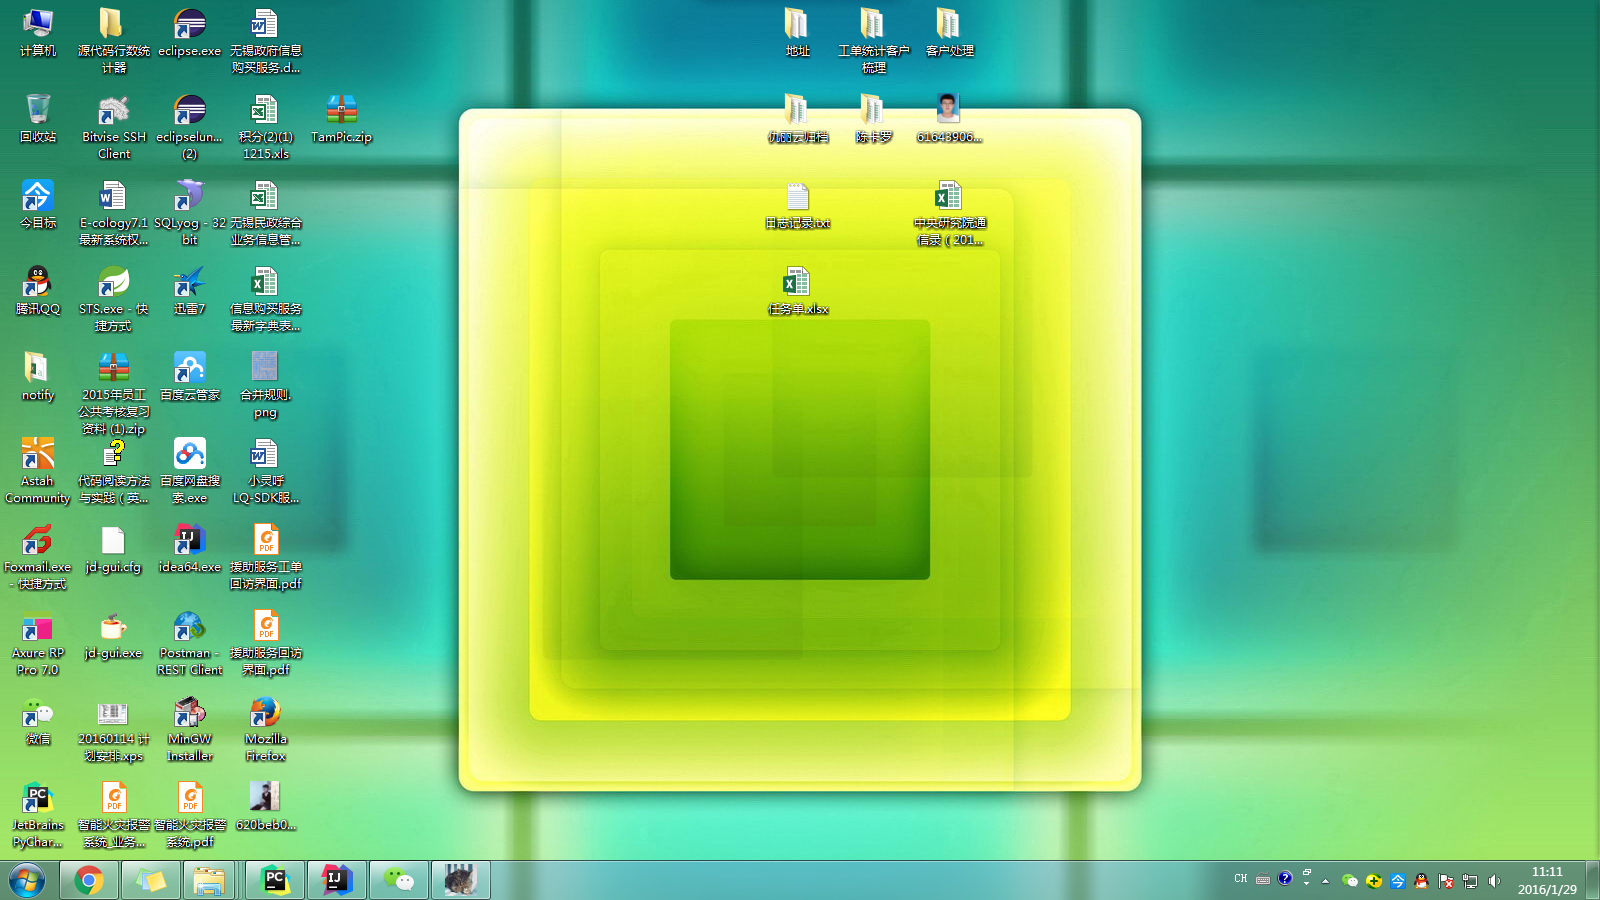 计算机
源代码行数统
计器
eclipse.exe
无锡政府信息
购买服务.d...
地址
工单统计客户
梳理
客户处理
回收站
Bitvise SSH
Client
eclipselun...
(2)
积分(2)(1)
1215.xls
TamPic.zip
仇丽云归档
陈卡罗
61643906...
今目标
E-cology7.1
最新系统权...
SQLyog - 32
bit
无锡民政综合
业务信息管...
日志记录.txt
中央研究院通
信录（201...
腾讯QQ
STS.exe - 快
捷方式
迅雷7
信息购买服务
最新字典表...
任务单.xlsx
notify
2015年员工
公共考核复习
资料 (1).zip
百度云管家
合并规则.
png
Astah
Community
代码阅读方法
与实践（英...
百度网盘搜
索.exe
小灵呼
LQ-SDK服...
Foxmail.exe
- 快捷方式
jd-gui.cfg
idea64.exe
援助服务工单
回访界面.pdf
Axure RP
Pro 7.0
jd-gui.exe
Postman -
REST Client
援助服务回访
界面.pdf
微信
20160114 计
划安排.xps
MinGW
Installer
Mozilla
Firefox
JetBrains
PyChar...
智能火灾报警
系统_业务...
智能火灾报警
系统.pdf
620beb0...
CH
11:11
2016/1/29